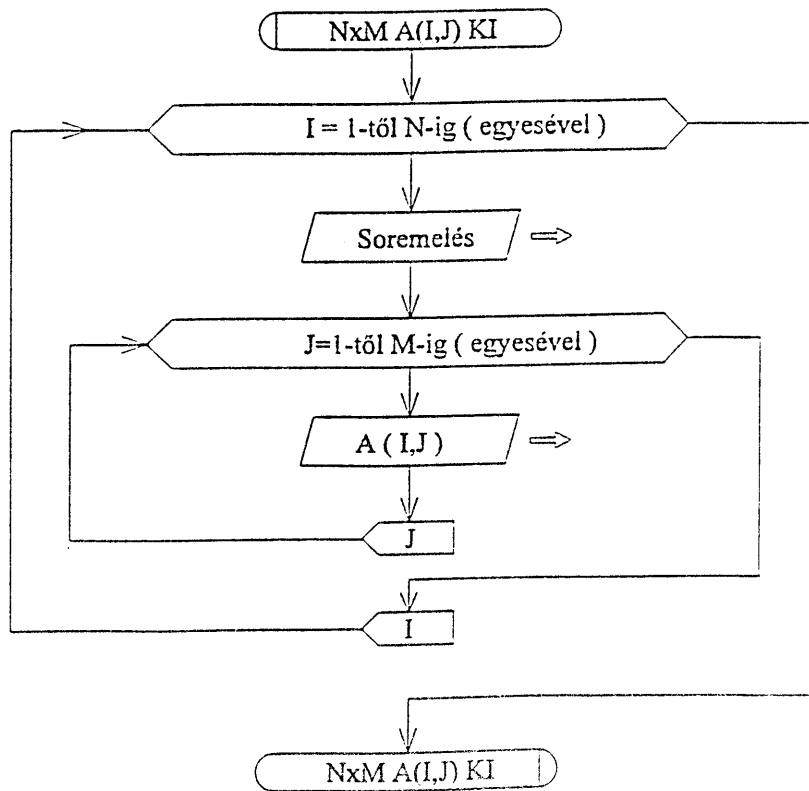 NxM A(I,J) KI
I = 1-től N-ig ( egyesével )
Soremelés
J=1-től M-ig ( egyesével )
A ( I,J )
J
I
NxM A(I,J) KI